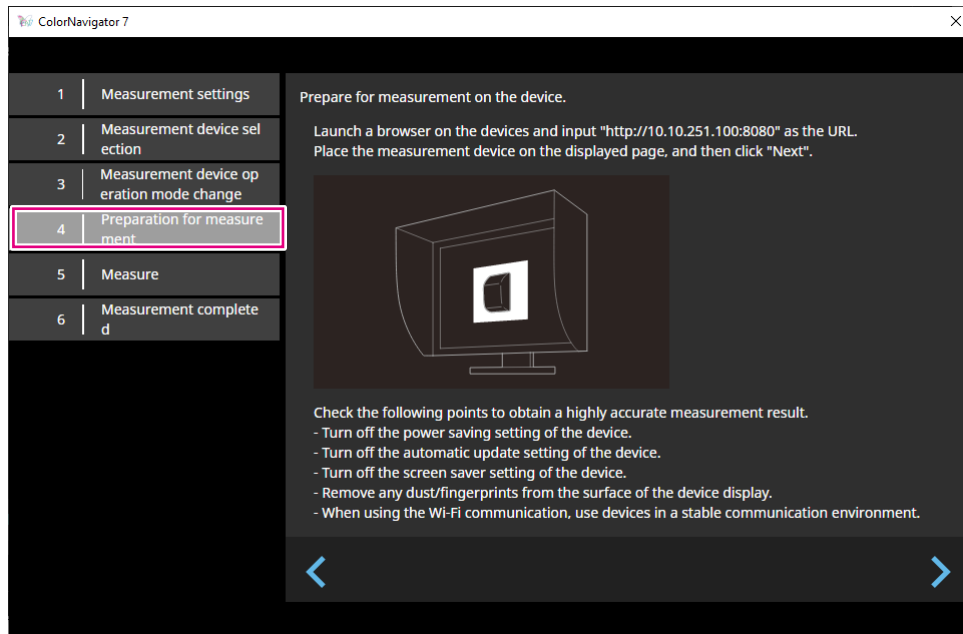 ColorNavigator 7
1 Measurement settings
2 Measurement device sel
ection
3 Measurement device op
eration mode change
4 Preparation for measure
ment
5 Measure
6 Measurement complete
d
Prepare for measurement on the device.
Launch a browser on the devices and input "http://10.10.251.100:8080" as the URL.
Place the measurement device on the displayed page, and then click "Next".
Check the following points to obtain a highly accurate measurement result.
- Turn off the power saving setting of the device.
- Turn off the automatic update setting of the device.
- Turn off the screen saver setting of the device.
- Remove any dust/fingerprints from the surface of the device display.
- When using the Wi-Fi communication, use devices in a stable communication environment.